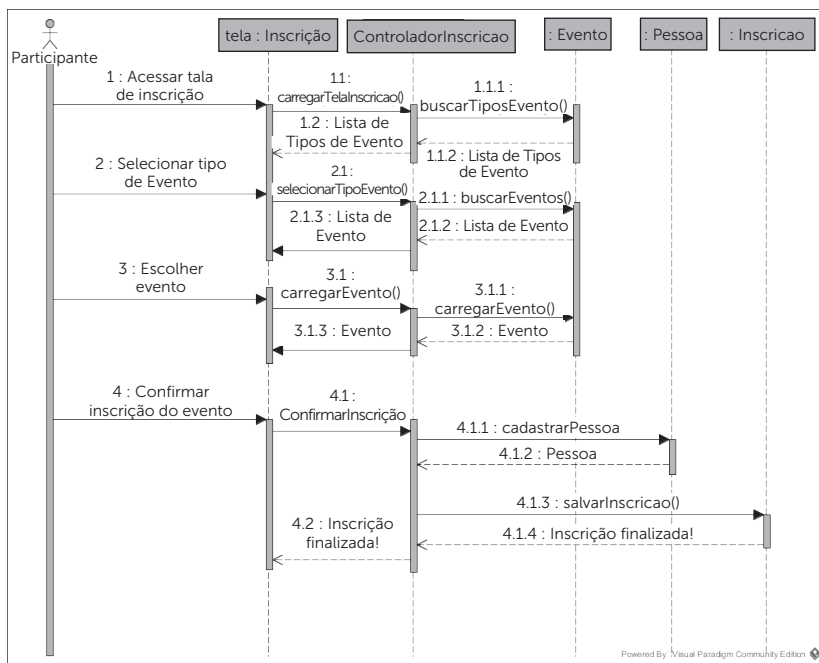 tela : Inscrição
ControladorInscricao
: Evento
: Pessoa
: Inscricao
Participante
1 : Acessar tala
de inscrição
1.1 :
carregarTelaInscricao()
1.1.1 :
buscarTiposEvento()
1.2 : Lista de
Tipos de Evento
1.1.2 : Lista de Tipos
de Evento
2 : Selecionar tipo
de Evento
2.1 :
selecionarTipoEvento()
2.1.1 : buscarEventos()
2.1.3 : Lista de
Evento
2.1.2 : Lista de Evento
3 : Escolher
evento
3.1 :
carregarEvento()
3.1.1 :
carregarEvento()
3.1.3 : Evento
3.1.2 : Evento
4 : Confirmar
inscrição do evento
4.1 :
ConfirmarInscrição
4.1.1 : cadastrarPessoa
4.1.2 : Pessoa
4.1.3 : salvarInscricao()
4.2 : Inscrição
finalizada!
4.1.4 : Inscrição finalizada!
Powered By Visual Paradigm Community Edition